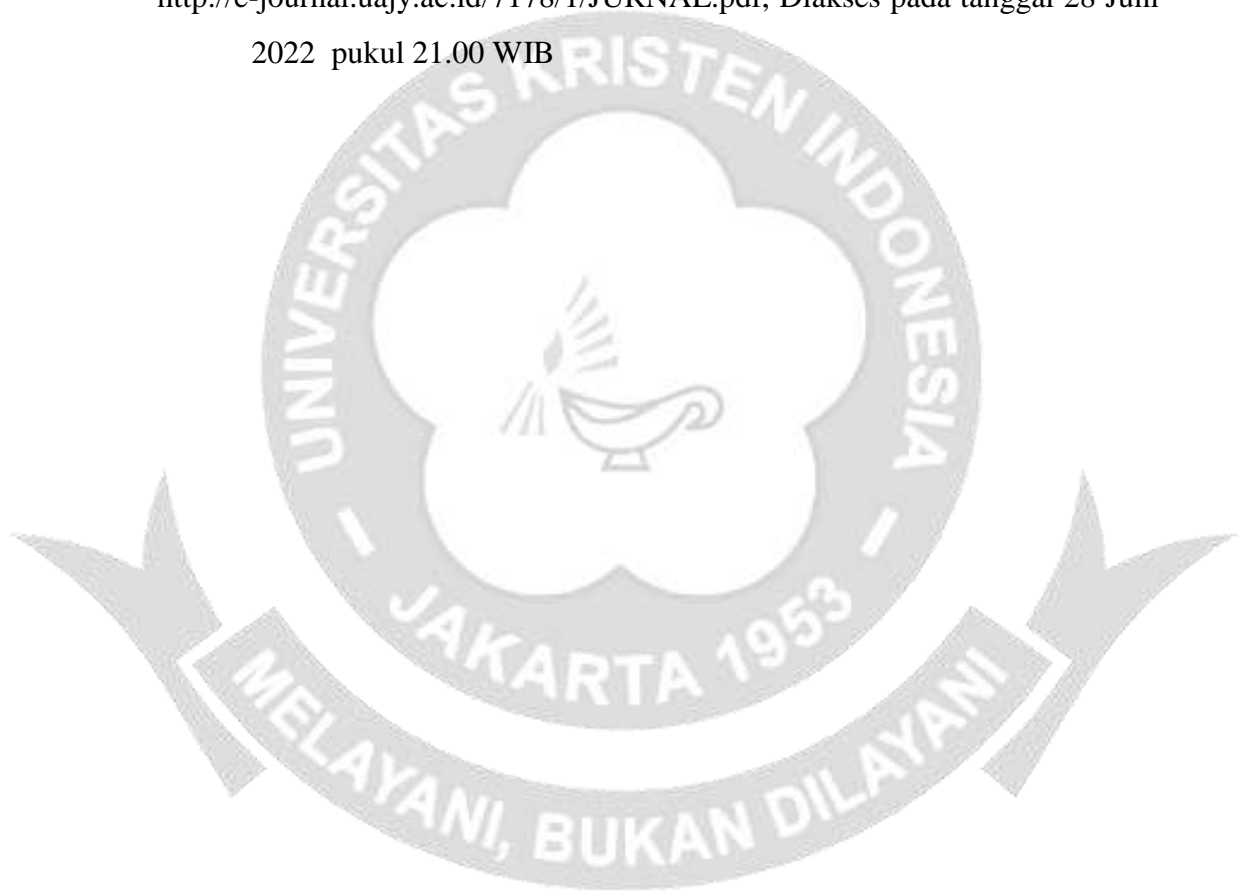 http://e-journal.uajy.ac.id/7178/1/JURNAL.pdf, Diakses pada tanggal 28 Juni
2022 pukul 21.00 WIB
UNIVERSITAS KRISTEN INDONESIA
- JAKARTA 1953 -
MELAYANI, BUKAN DILAYANI